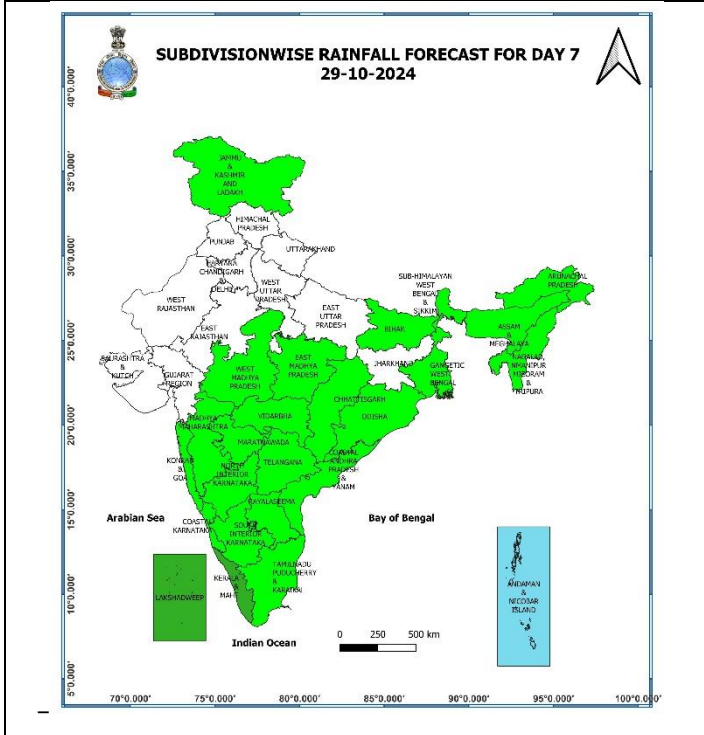 SUBDIVISIONWISE RAINFALL FORECAST FOR DAY 7
29-10-2024
40°0.000'
35°0.000'
30°0.000'
25°0.000'
20°0.000'
15°0.000'
10°0.000'
5°0.000'
JAMMU
&
KASHMIR
AND
LADAKH
HIMACHAL
PRADESH
PUNJAB
UTTARAKHAND
CHANDIGARH
&
DELHI
WEST
UTTAR
PRADESH
WEST
RAJASTHAN
EAST
RAJASTHAN
EAST
UTTAR
PRADESH
SUB-HIMALAYAN
WEST
BENGAL
&
SIKKIM
ARUNACHAL
PRADESH
BIHAR
ASSAM
&
MEGHALAYA
NAGALAND
MANIPUR
MIZORAM
&
TRIPURA
SAURASHTRA
&
KUTCH
GUJARAT
REGION
WEST
MADHYA
PRADESH
EAST
MADHYA
PRADESH
JHARKHAND
GANGETIC
WEST
BENGAL
CHHATTISGARH
ODISHA
VIDARBHA
MADHYA
MAHARASHTRA
MARATHWADA
KONKAN
&
GOA
NORTH
INTERIOR
KARNATAKA
TELANGANA
COASTAL
ANDHRA
PRADESH
&
YANAM
RAYALASEEMA
COASTAL
KARNATAKA
SOUTH
INTERIOR
KARNATAKA
Arabian Sea
Bay of Bengal
LAKSHADWEEP
KERALA
&
MAHE
TAMILNADU
PUDUCHERRY
&
KARAIKAL
ANDAMAN
&
NICOBAR
ISLAND
Indian Ocean
0 250 500 km
70°0.000' 75°0.000' 80°0.000' 85°0.000' 90°0.000' 95°0.000' 100°0.000'